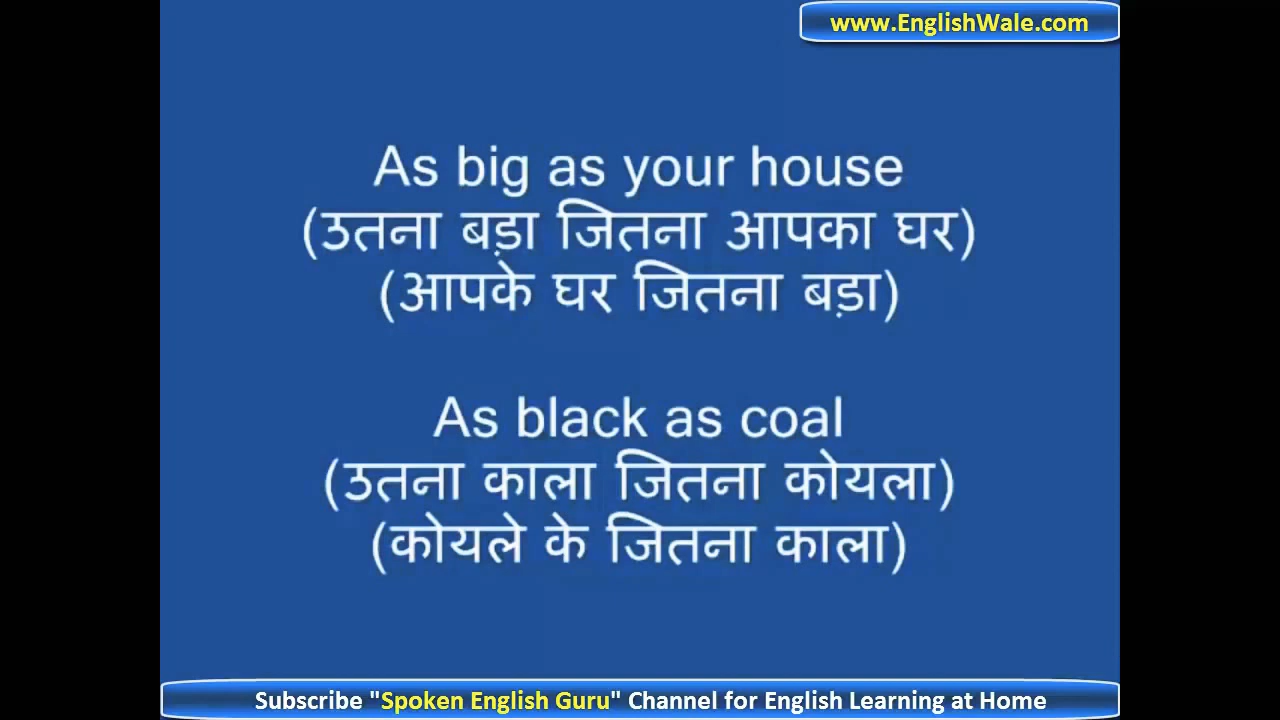 www.EnglishWale.com
As big as your house
(उतना बड़ा जितना आपका घर)
(आपके घर जितना बड़ा)
As black as coal
(उतना काला जितना कोयला)
(कोयले के जितना काला)
Subscribe "Spoken English Guru" Channel for English Learning at Home